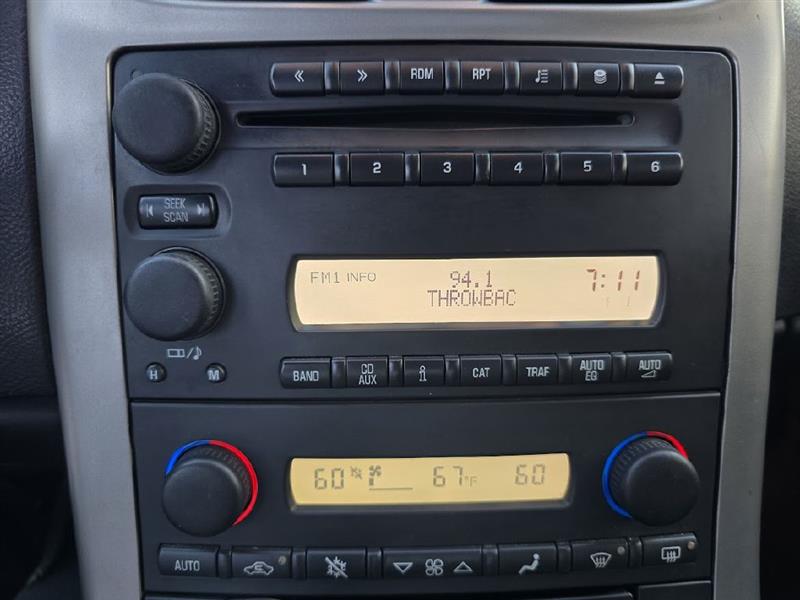 « » RDM RPT
1 2 3 4 5 6
SEEK
SCAN
FM1 INFO 94.1 7:11
THROWBAC
H M
BAND CD AUX i CAT TRAF AUTO EQ AUTO
60 67°F 60
AUTO